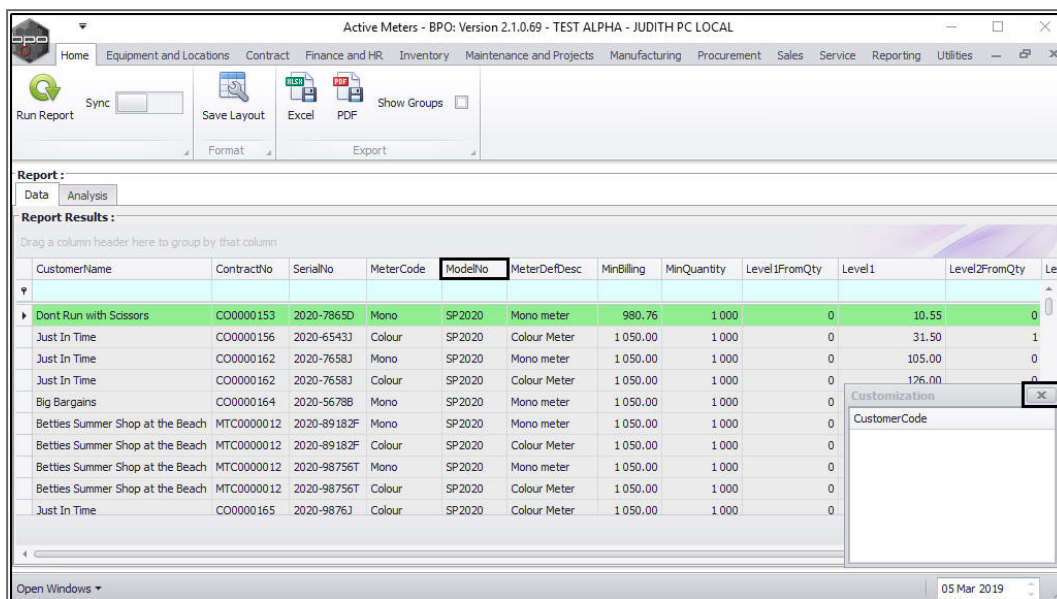 Active Meters - BPO: Version 2.1.0.69 - TEST ALPHA - JUDITH PC LOCAL
bpo
Home Equipment and Locations Contract Finance and HR Inventory Maintenance and Projects Manufacturing Procurement Sales Service Reporting Utilities
Run Report Sync Save Layout XLSX Excel PDF PDF Show Groups
Format Export
Report :
Data Analysis
Report Results :
Drag a column header here to group by that column
CustomerName ContractNo SerialNo MeterCode ModelNo MeterDefDesc MinBilling MinQuantity Level1FromQty Level1 Level2FromQty Le
Dont Run with Scissors CO0000153 2020-7865D Mono SP2020 Mono meter 980.76 1 000 0 10.55 0
Just In Time CO0000156 2020-6543J Colour SP2020 Colour Meter 1 050.00 1 000 0 31.50 1
Just In Time CO0000162 2020-7658J Mono SP2020 Mono meter 1 050.00 1 000 0 105.00 0
Just In Time CO0000162 2020-7658J Colour SP2020 Colour Meter 1 050.00 1 000 0 126.00 0
Big Bargains CO0000164 2020-5678B Mono SP2020 Mono meter 1 050.00 1 000 0
Betties Summer Shop at the Beach MTC0000012 2020-89182F Mono SP2020 Mono meter 1 050.00 1 000 0
Betties Summer Shop at the Beach MTC0000012 2020-89182F Colour SP2020 Colour Meter 1 050.00 1 000 0
Betties Summer Shop at the Beach MTC0000012 2020-98756T Mono SP2020 Mono meter 1 050.00 1 000 0
Betties Summer Shop at the Beach MTC0000012 2020-98756T Colour SP2020 Colour Meter 1 050.00 1 000 0
Just In Time CO0000165 2020-9876J Colour SP2020 Colour Meter 1 050.00 1 000 0
Customization
CustomerCode
Open Windows 05 Mar 2019